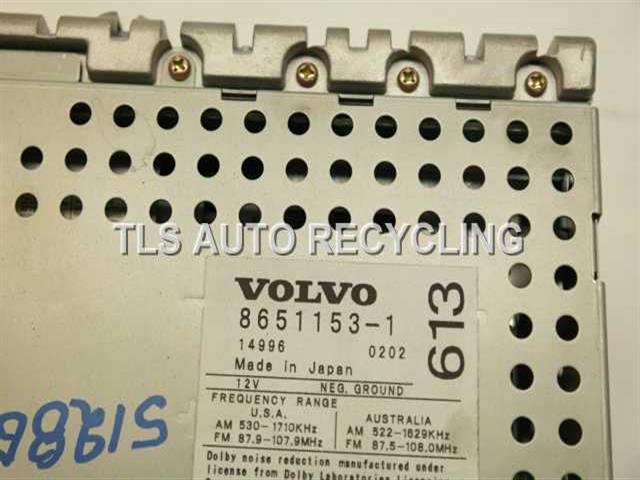 TLS AUTO RECYCLING
VOLVO
8651153-1
613
14996 0202
Made in Japan
12V NEG. GROUND
FREQUENCY RANGE
U.S.A. AUSTRALIA
AM 530-1710KHz AM 522-1629KHz
FM 87.9-107.9MHz FM 87.5-108.0MHz
Dolby noise reduction manufactured under
license from Dolby Laboratories Licensing